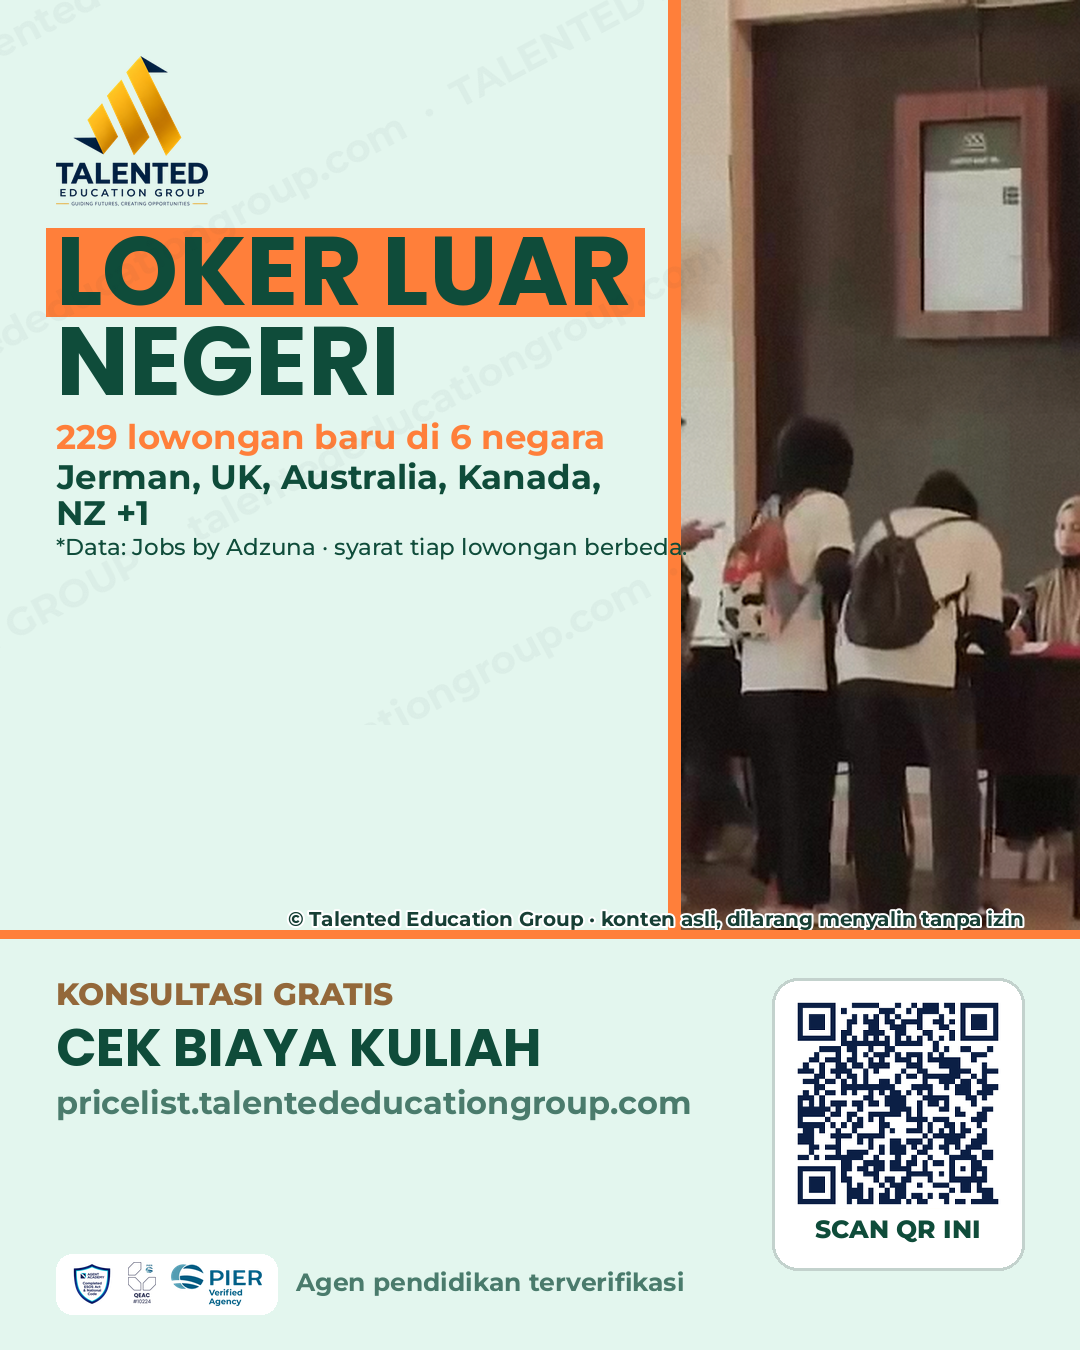 TALENTED
EDUCATION GROUP
GUIDING FUTURES, CREATING OPPORTUNITIES
LOKER LUAR
NEGERI
229 lowongan baru di 6 negara
Jerman, UK, Australia, Kanada,
NZ +1
*Data: Jobs by Adzuna · syarat tiap lowongan berbeda.
© Talented Education Group · konten asli, dilarang menyalin tanpa izin
KONSULTASI GRATIS
CEK BIAYA KULIAH
pricelist.talentededucationgroup.com
SCAN QR INI
QEAC
#10224
PIER
Verified
Agency
Agen pendidikan terverifikasi